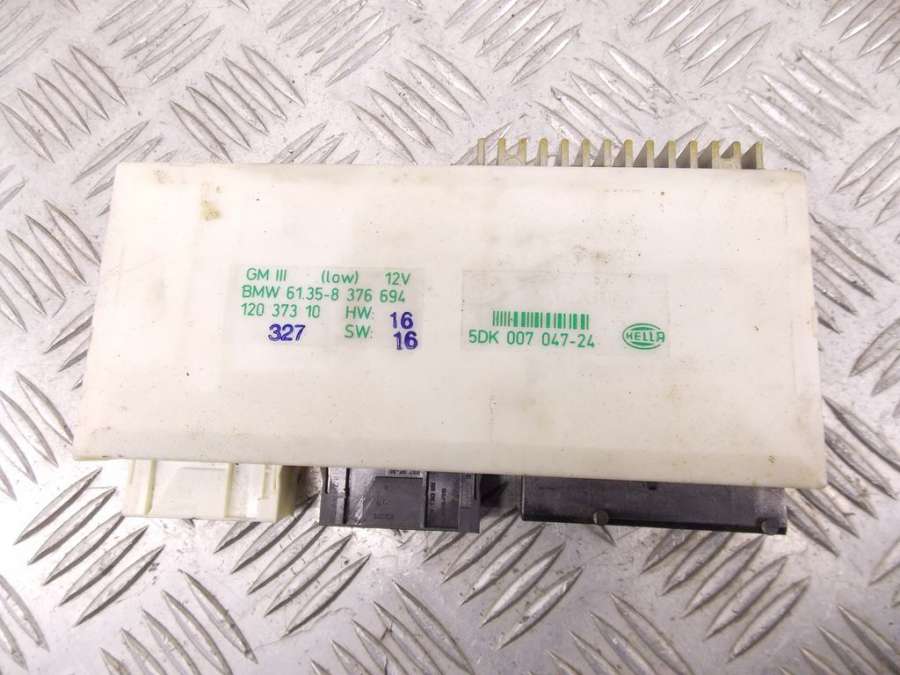 GM III (low) 12V
BMW 61.35-8 376 694
120 373 10 HW: 16
327 SW: 16
5DK 007 047-24
HELLA